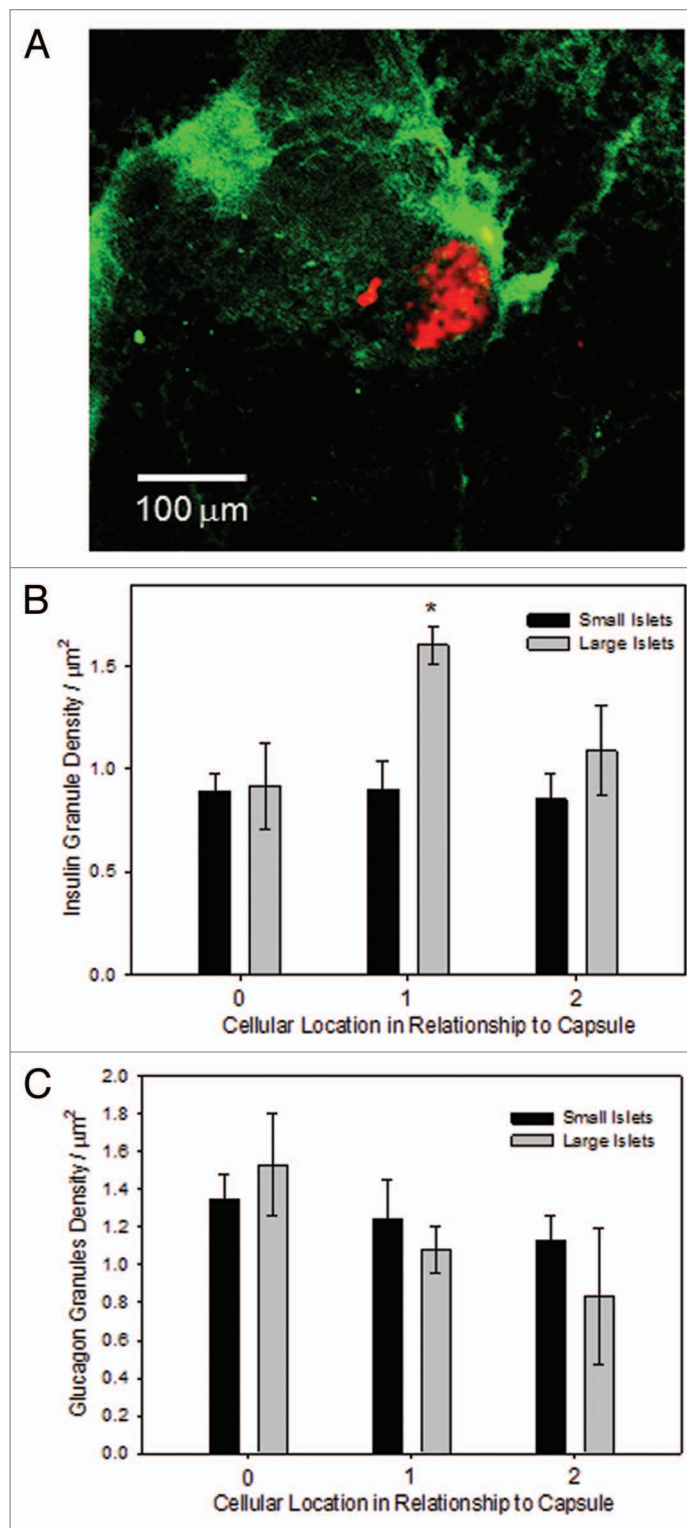 A
100 μm
B
*
Small Islets
Large Islets
Insulin Granule Density / μm²
1.5
1.0
0.5
0.0
0 1 2
Cellular Location in Relationship to Capsule
C
2.0
Small Islets
Large Islets
Glucagon Granules Density / μm²
1.8
1.6
1.4
1.2
1.0
0.8
0.6
0.4
0.2
0.0
0 1 2
Cellular Location in Relationship to Capsule